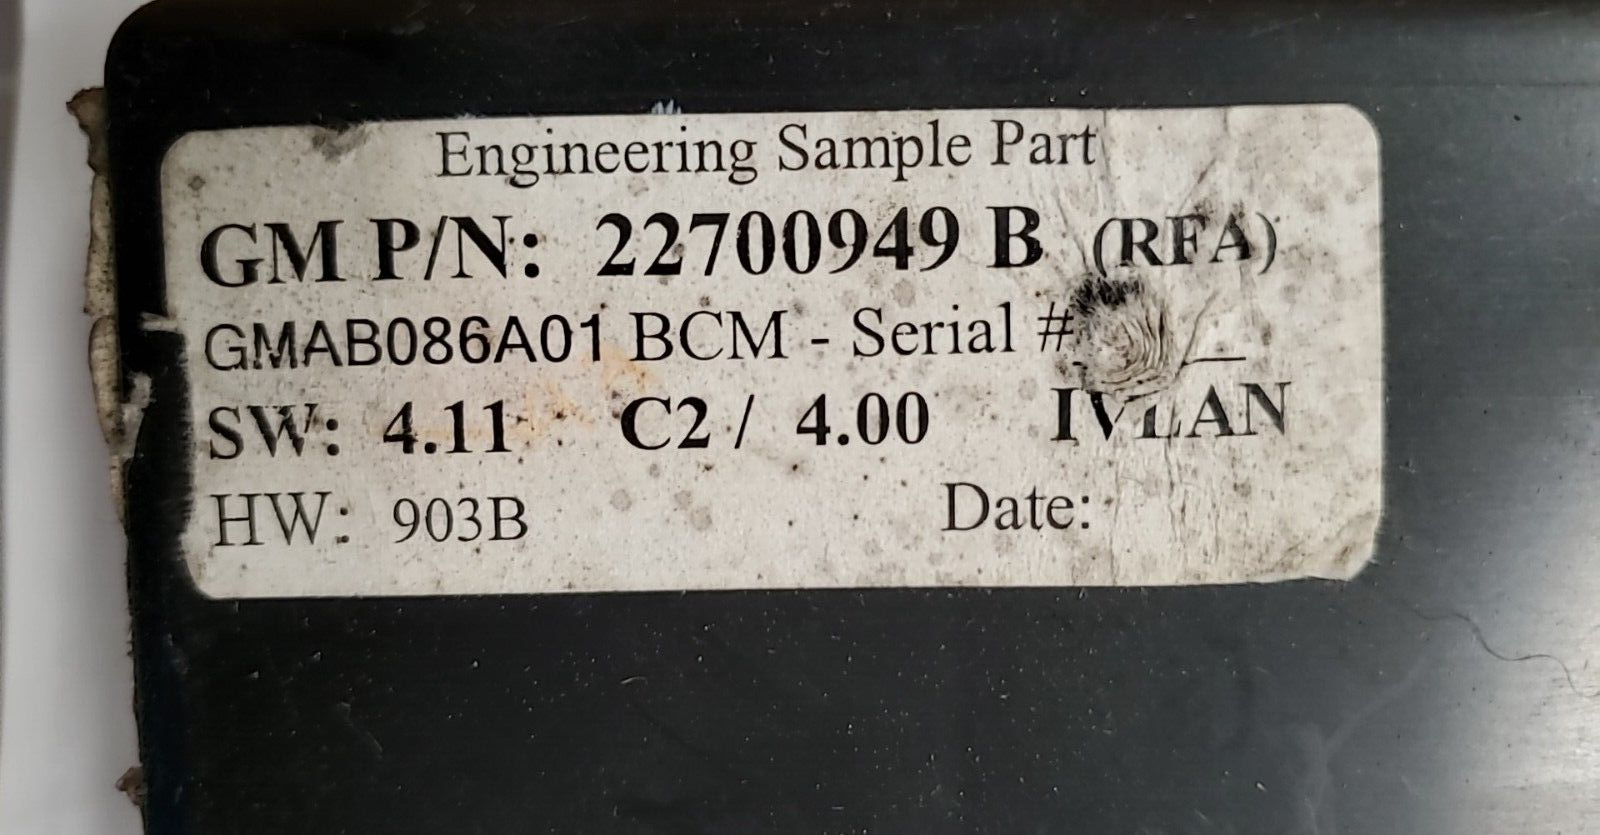 Engineering Sample Part
GM P/N: 22700949 B (RFA)
GMAB086A01 BCM - Serial #
SW: 4.11 C2 / 4.00 IVLAN
HW: 903B Date: